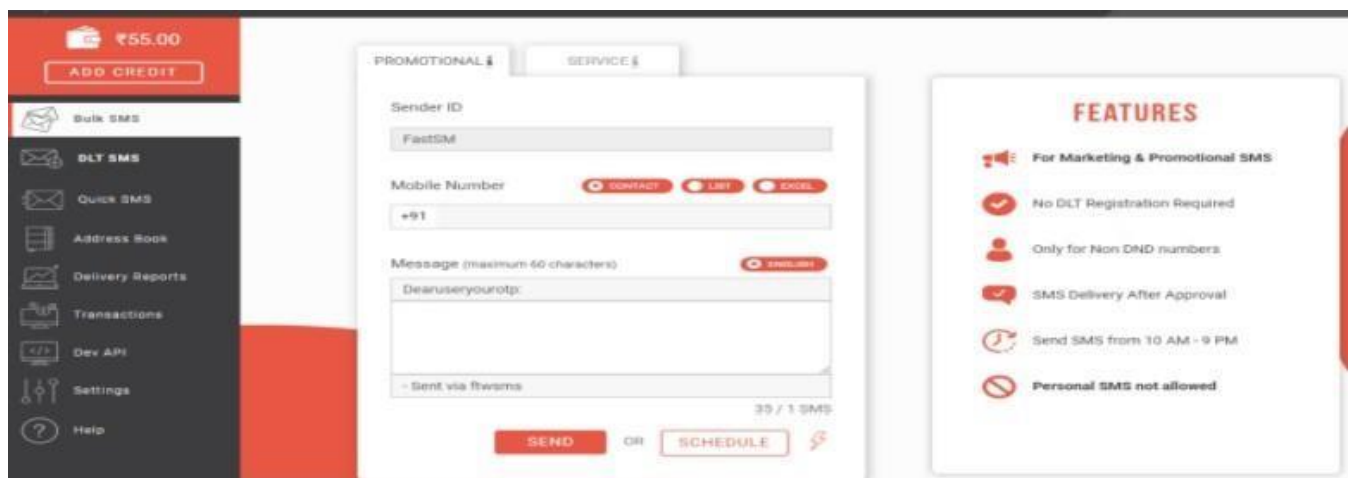 ₹55.00
ADD CREDIT
Bulk SMS
DLT SMS
Quick SMS
Address Book
Delivery Reports
Transactions
Dev API
Settings
Help
PROMOTIONAL
SERVICE
Sender ID
FastSM
Mobile Number
CONTACT
LIST
EXCEL
+91
Message (maximum 60 characters)
ENGLISH
Dearuseryourotp:
- Sent via ftwsms
35 / 1 SMS
SEND
OR
SCHEDULE
FEATURES
For Marketing & Promotional SMS
No DLT Registration Required
Only for Non DND numbers
SMS Delivery After Approval
Send SMS from 10 AM - 9 PM
Personal SMS not allowed